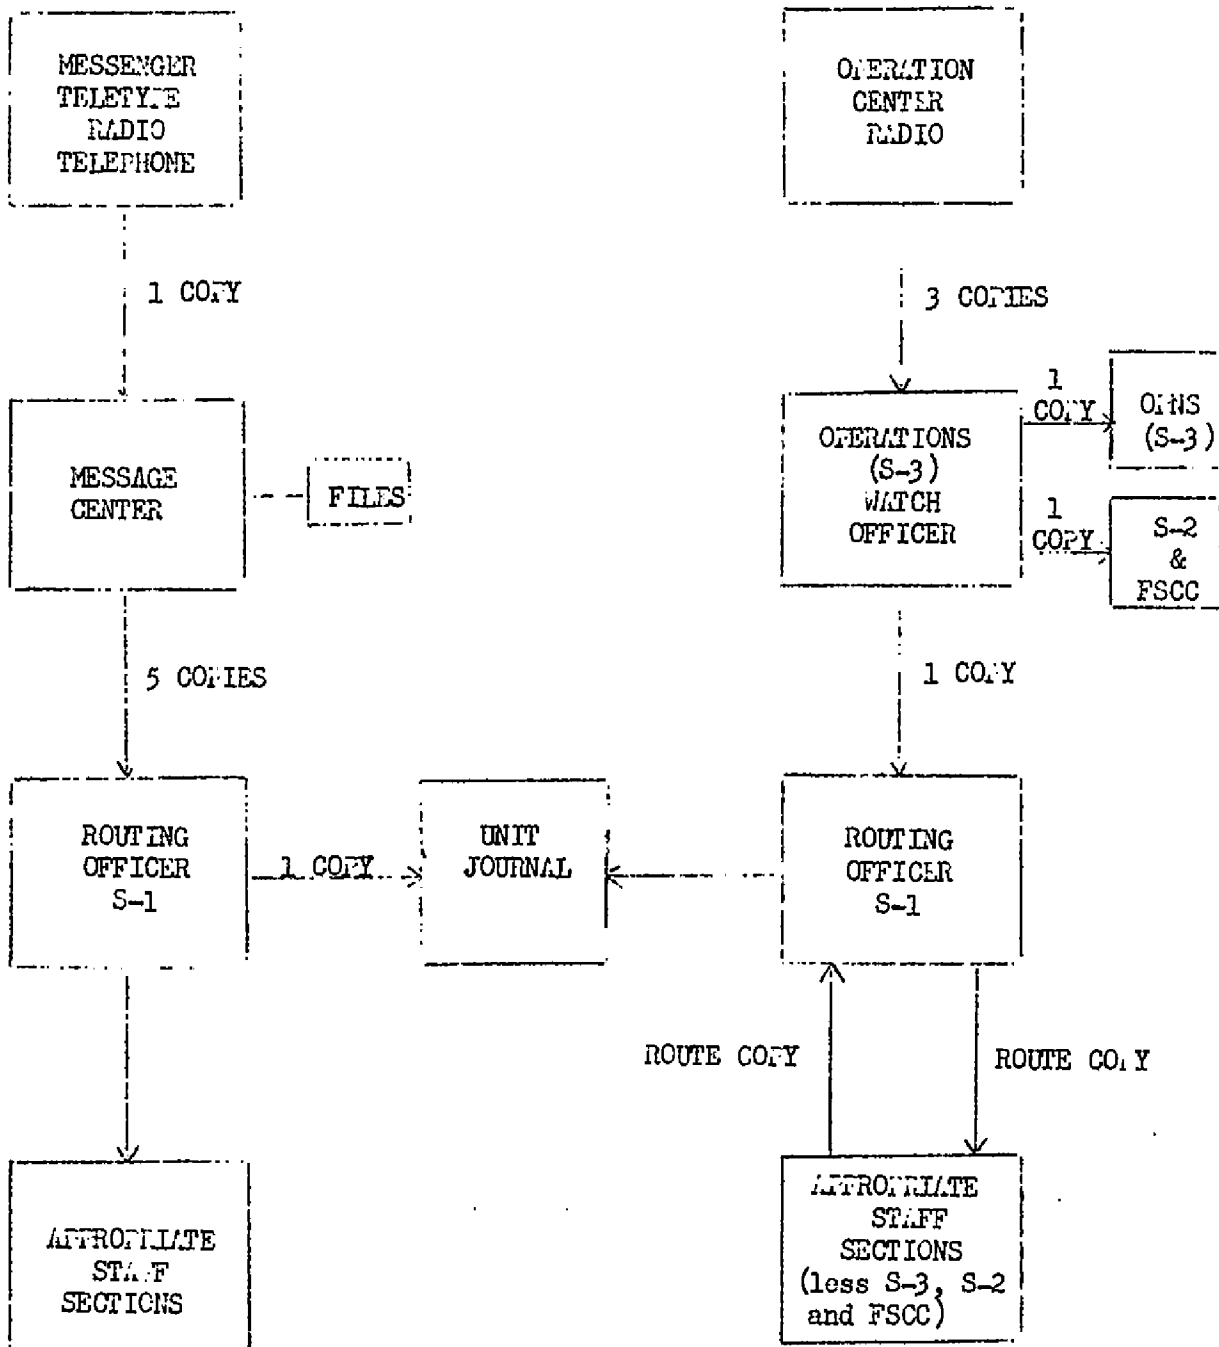 MESSENGER
TELETYPE
RADIO
TELEPHONE
OPERATION
CENTER
RADIO
1 COPY
3 COPIES
MESSAGE
CENTER
FILES
OPERATIONS
(S-3)
WATCH
OFFICER
1
COPY
OPNS
(S-3)
1
COPY
S-2
&
FSCC
5 COPIES
1 COPY
ROUTING
OFFICER
S-1
1 COPY
UNIT
JOURNAL
ROUTING
OFFICER
S-1
ROUTE COPY
ROUTE COPY
APPROPRIATE
STAFF
SECTIONS
APPROPRIATE
STAFF
SECTIONS
(less S-3, S-2
and FSCC)